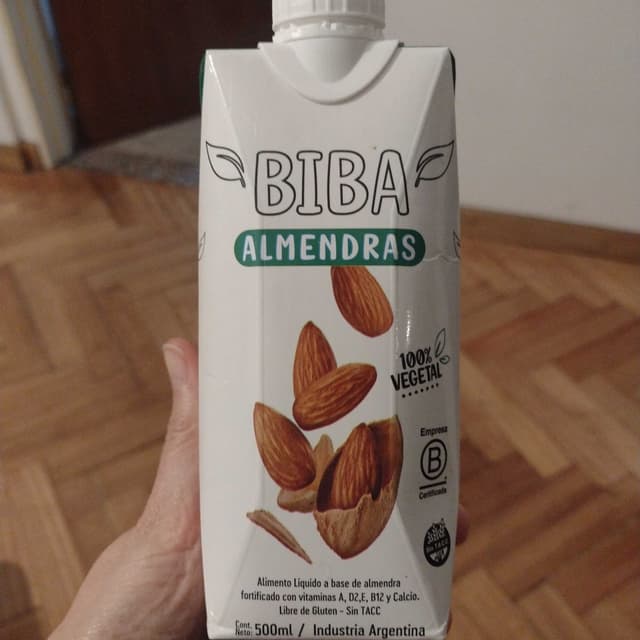 BIBA
ALMENDRAS
100%
VEGETAL
Empresa
B
Certificada
Sin T.A.C.C.
Alimento Líquido a base de almendra
fortificado con vitaminas A, D2,E, B12 y Calcio.
Libre de Gluten - Sin TACC
Cont.
Neto: 500ml / Industria Argentina